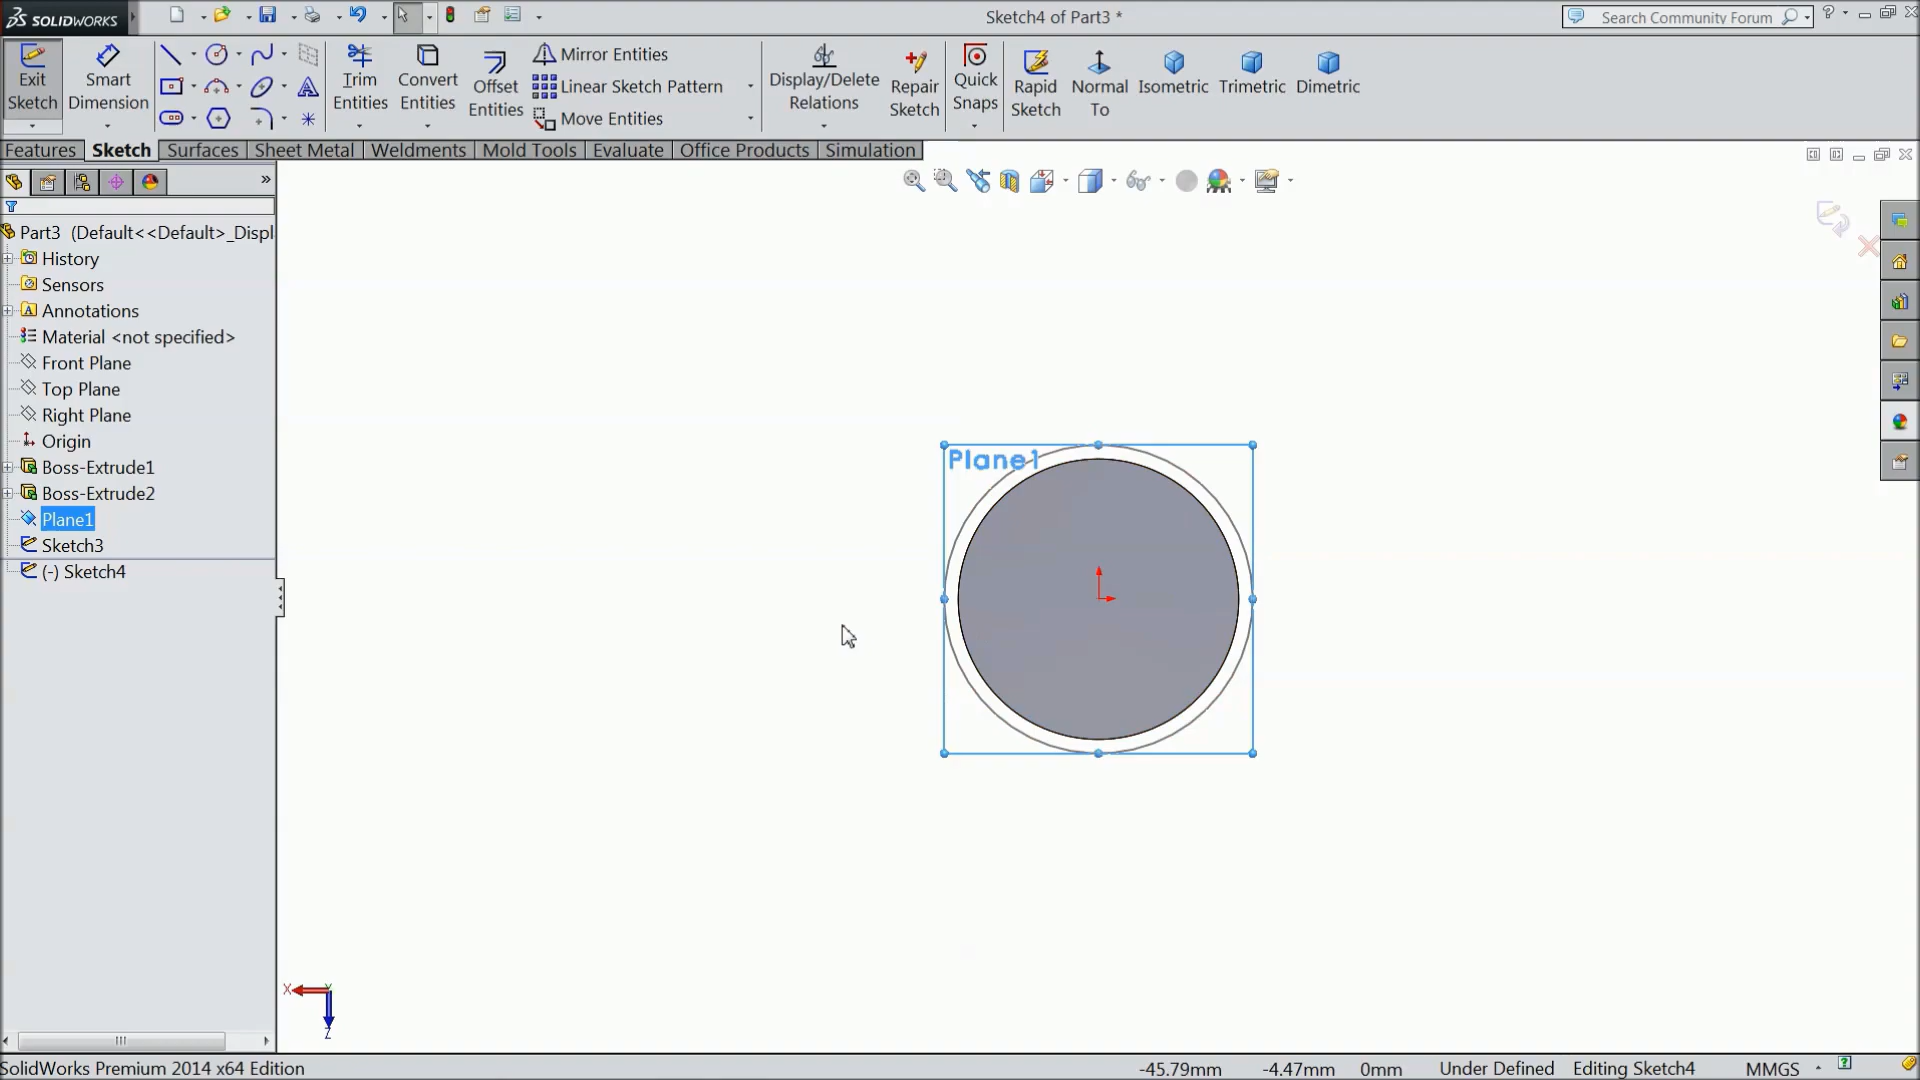 SOLIDWORKS
Sketch4 of Part3 *
Search Community Forum
Exit Sketch
Smart Dimension
Trim Entities
Convert Entities
Offset Entities
Mirror Entities
Linear Sketch Pattern
Move Entities
Display/Delete Relations
Repair Sketch
Quick Snaps
Rapid Sketch
Normal To
Isometric
Trimetric
Dimetric
Features Sketch Surfaces Sheet Metal Weldments Mold Tools Evaluate Office Products Simulation
Part3 (Default<<Default>_Displ
History
Sensors
Annotations
Material <not specified>
Front Plane
Top Plane
Right Plane
Origin
Boss-Extrude1
Boss-Extrude2
Plane1
Sketch3
(-) Sketch4
Plane1
X
Y
Z
SolidWorks Premium 2014 x64 Edition
-45.79mm -4.47mm 0mm Under Defined Editing Sketch4 MMGS